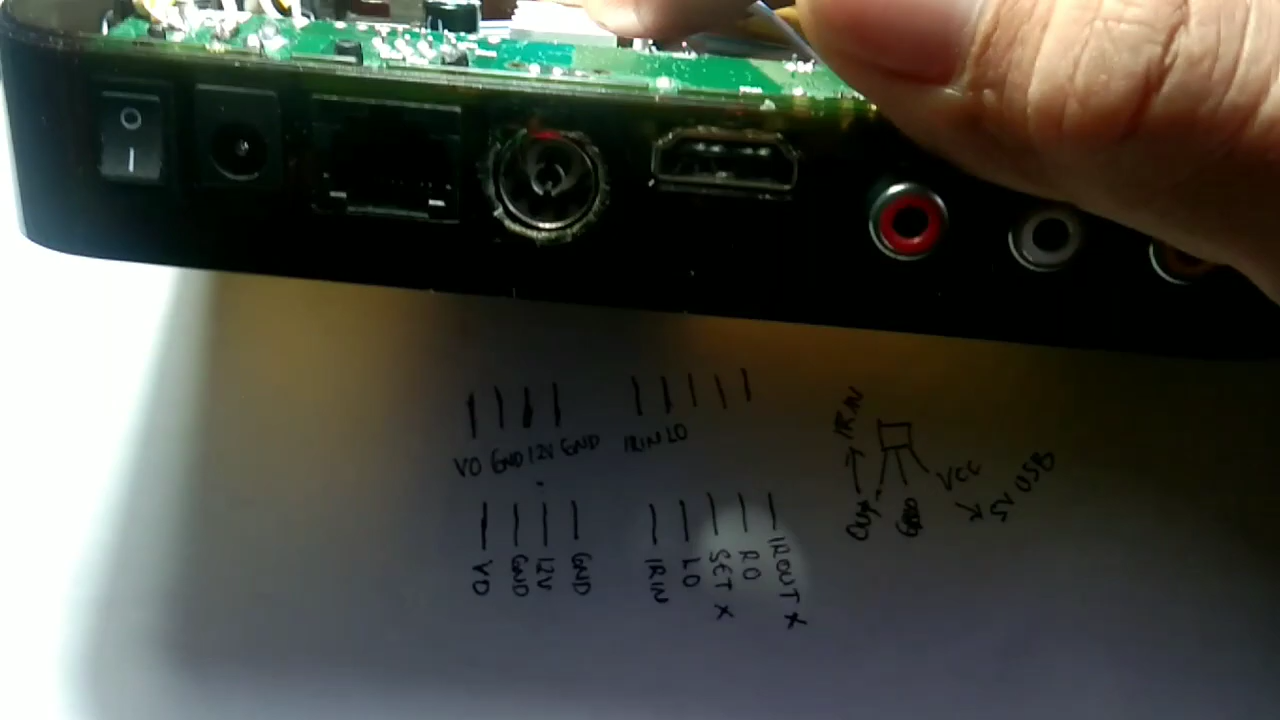 O
I
VO GND 12V GND IRIN LO
VO GND 12V GND IRIN LO SET X RO IROUT X
OUT → IRIN
GND
VCC → 5V USB